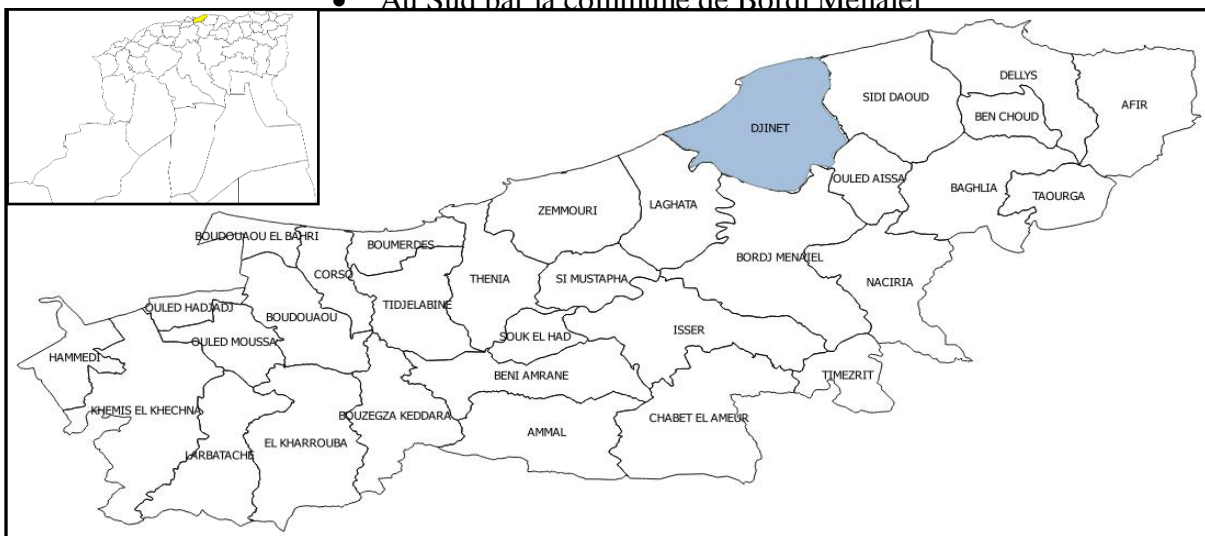 • Au Sud par la commune de Bordj Menaiel
DELLYS
SIDI DAOUD
AFIR
BEN CHOUD
DJINET
OULED AISSA
BAGHLIA
TAOURGA
LAGHATA
ZEMMOURI
BOUDOUAOU EL BAHRI
BOUMERDES
BORDJ MENAIEL
CORSO
THENIA
SI MUSTAPHA
NACIRIA
TIDJELABINE
OULED HADJADJ
BOUDOUAOU
ISSER
SOUK EL HAD
OULED MOUSSA
HAMMEDI
BENI AMRANE
TIMEZRIT
KHEMIS EL KHECHNA
BOUZEGZA KEDDARA
CHABET EL AMEUR
AMMAL
EL KHARROUBA
LARBATACHE